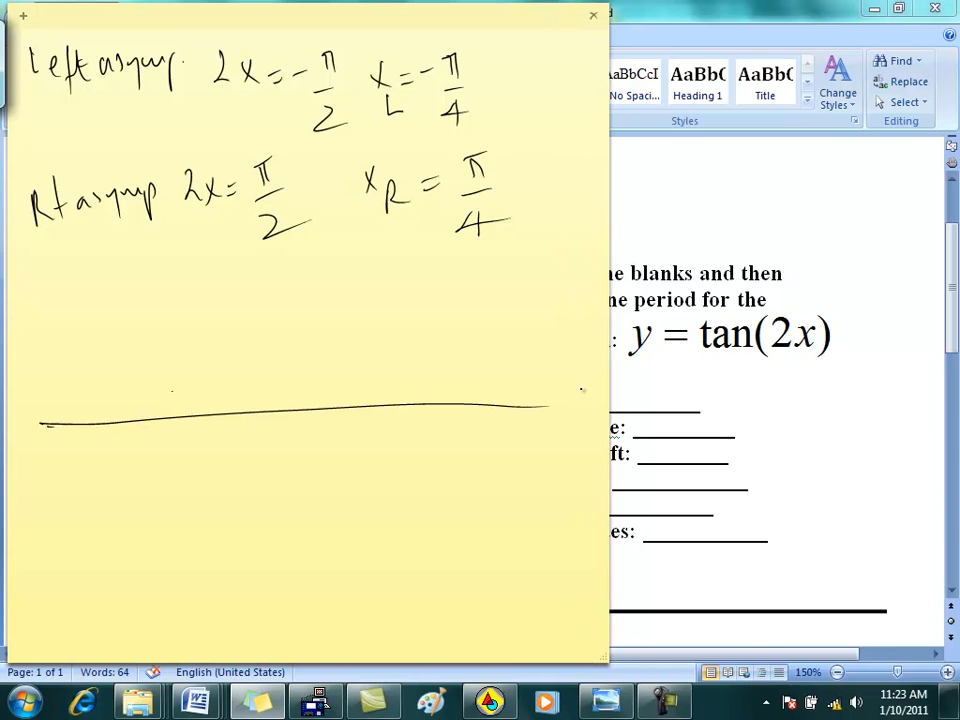 Left asymp. 2x = -π/2 x_L = -π/4
Rt asymp 2x = π/2 x_R = π/4
AaBbCcI AaBbC AaB
No Spaci... Heading 1 Title
Change Styles
Styles
Find
Replace
Select
Editing
ne blanks and then
ne period for the
: y = tan(2x)
e:
ft:
es:
Page: 1 of 1 Words: 64 English (United States) 150%
11:23 AM
1/10/2011